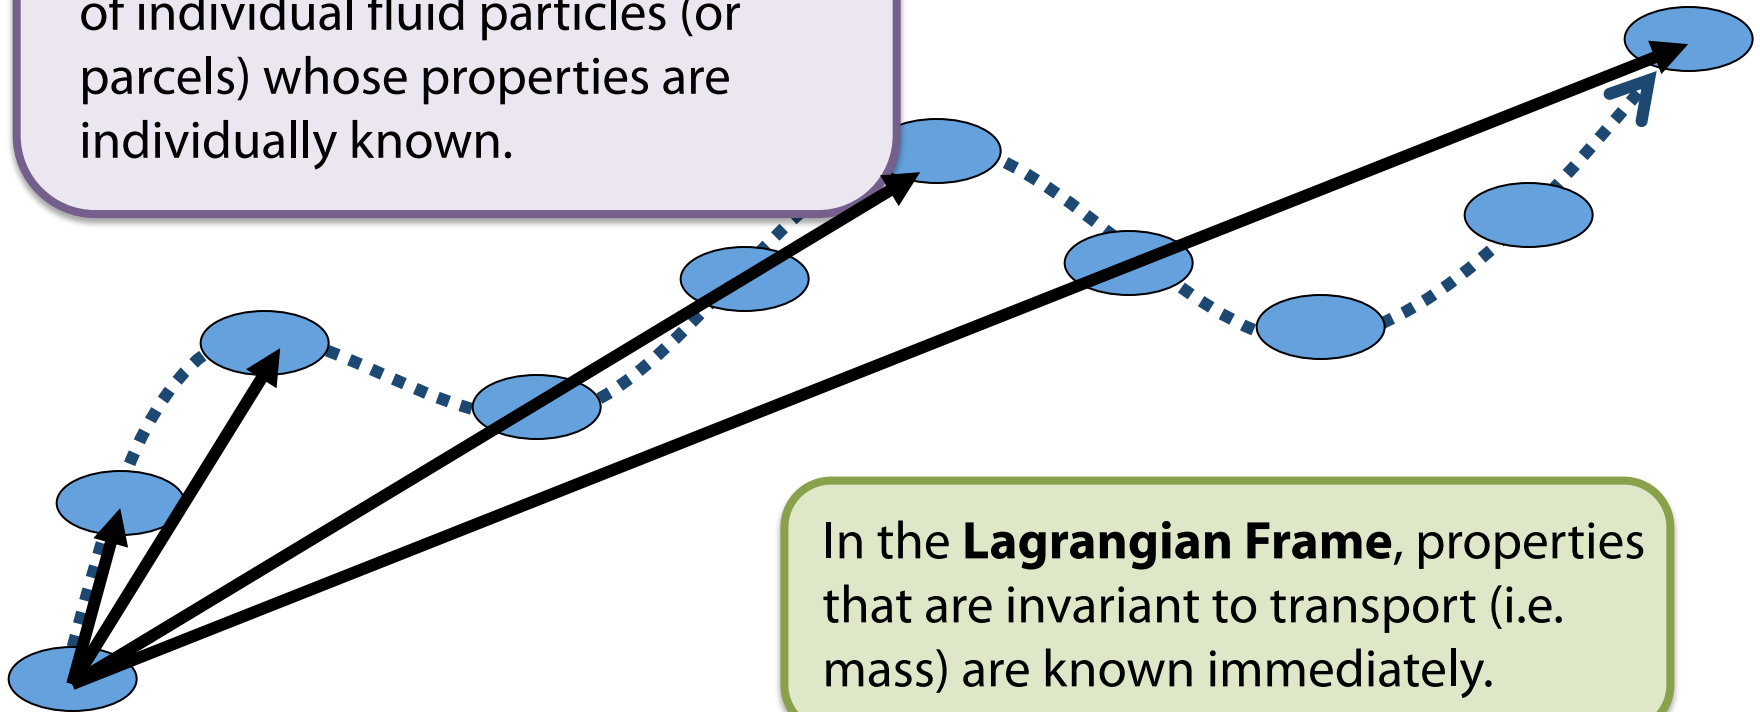 of individual fluid particles (or
parcels) whose properties are
individually known.
In the Lagrangian Frame, properties
that are invariant to transport (i.e.
mass) are known immediately.